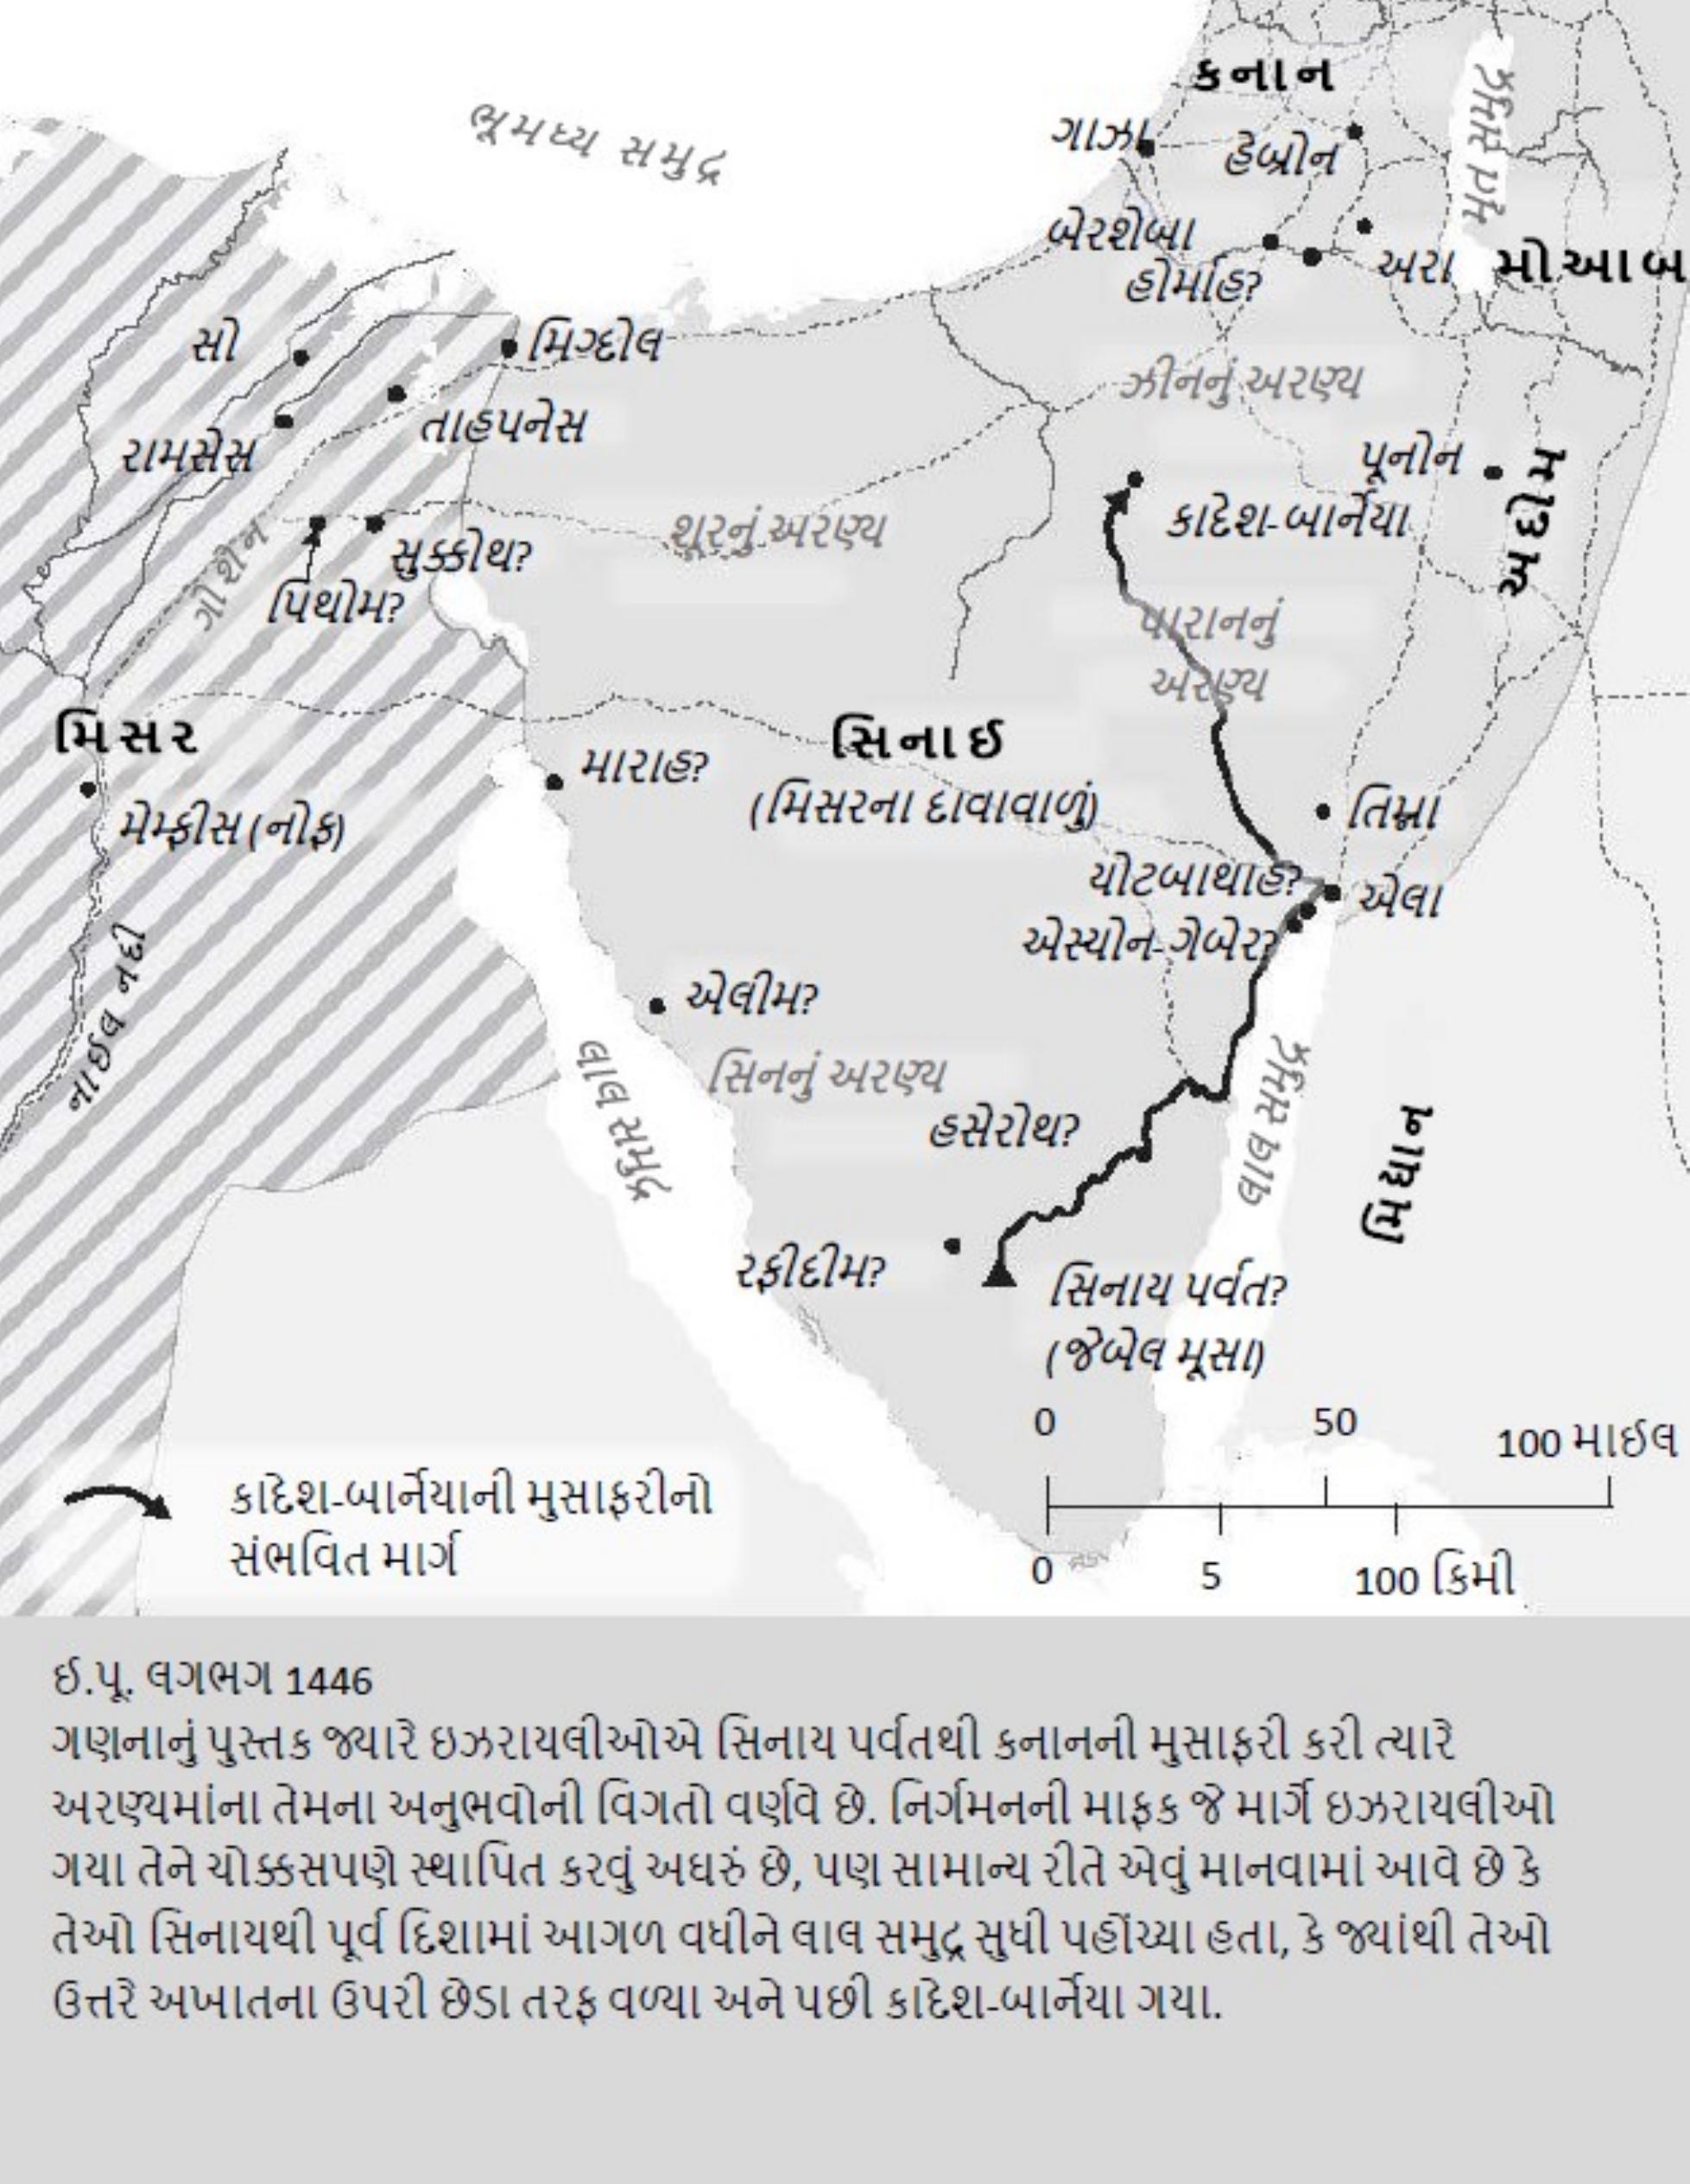 કનાન
ભૂમધ્ય સમુદ્ર
ગાઝા
હેબ્રોન
બેરશેબા
હોર્માહ?
અરા
મોઆબ
સો
મિગ્દોલ
તાહપનેસ
રામસેસ
ઝીનનું અરણ્ય
પૂનોન
અદોમ
કાદેશ-બાર્નેયા
શૂરનું અરણ્ય
સુક્કોથ?
ગોશેન
પિથોમ?
પારાનનું
અરણ્ય
મિસર
સિનાઈ
(મિસરના દાવાવાળું)
મારાહ?
મેમ્ફીસ(નોફ)
તિમ્ના
યોટબાથાહ?
એલા
એસ્યોન-ગેબેર?
નાઈલ નદી
એલીમ?
સિનનું અરણ્ય
લાલ સમુદ્ર
લાલ સમુદ્ર
હસેરોથ?
મિદ્યાન
રફીદીમ?
સિનાય પર્વત?
(જેબેલ મૂસા)
0 50 100 માઈલ
0 5 100 કિમી
કાદેશ-બાર્નેયાની મુસાફરીનો
સંભવિત માર્ગ
ઈ.પૂ. લગભગ 1446
ગણનાનું પુસ્તક જ્યારે ઇઝરાયલીઓએ સિનાય પર્વતથી કનાનની મુસાફરી કરી ત્યારે
અરણ્યમાંના તેમના અનુભવોની વિગતો વર્ણવે છે. નિર્ગમનની માફક જે માર્ગે ઇઝરાયલીઓ
ગયા તેને ચોક્કસપણે સ્થાપિત કરવું અઘરું છે, પણ સામાન્ય રીતે એવું માનવામાં આવે છે કે
તેઓ સિનાયથી પૂર્વ દિશામાં આગળ વધીને લાલ સમુદ્ર સુધી પહોંચ્યા હતા, કે જ્યાંથી તેઓ
ઉત્તરે અખાતના ઉપરી છેડા તરફ વળ્યા અને પછી કાદેશ-બાર્નેયા ગયા.